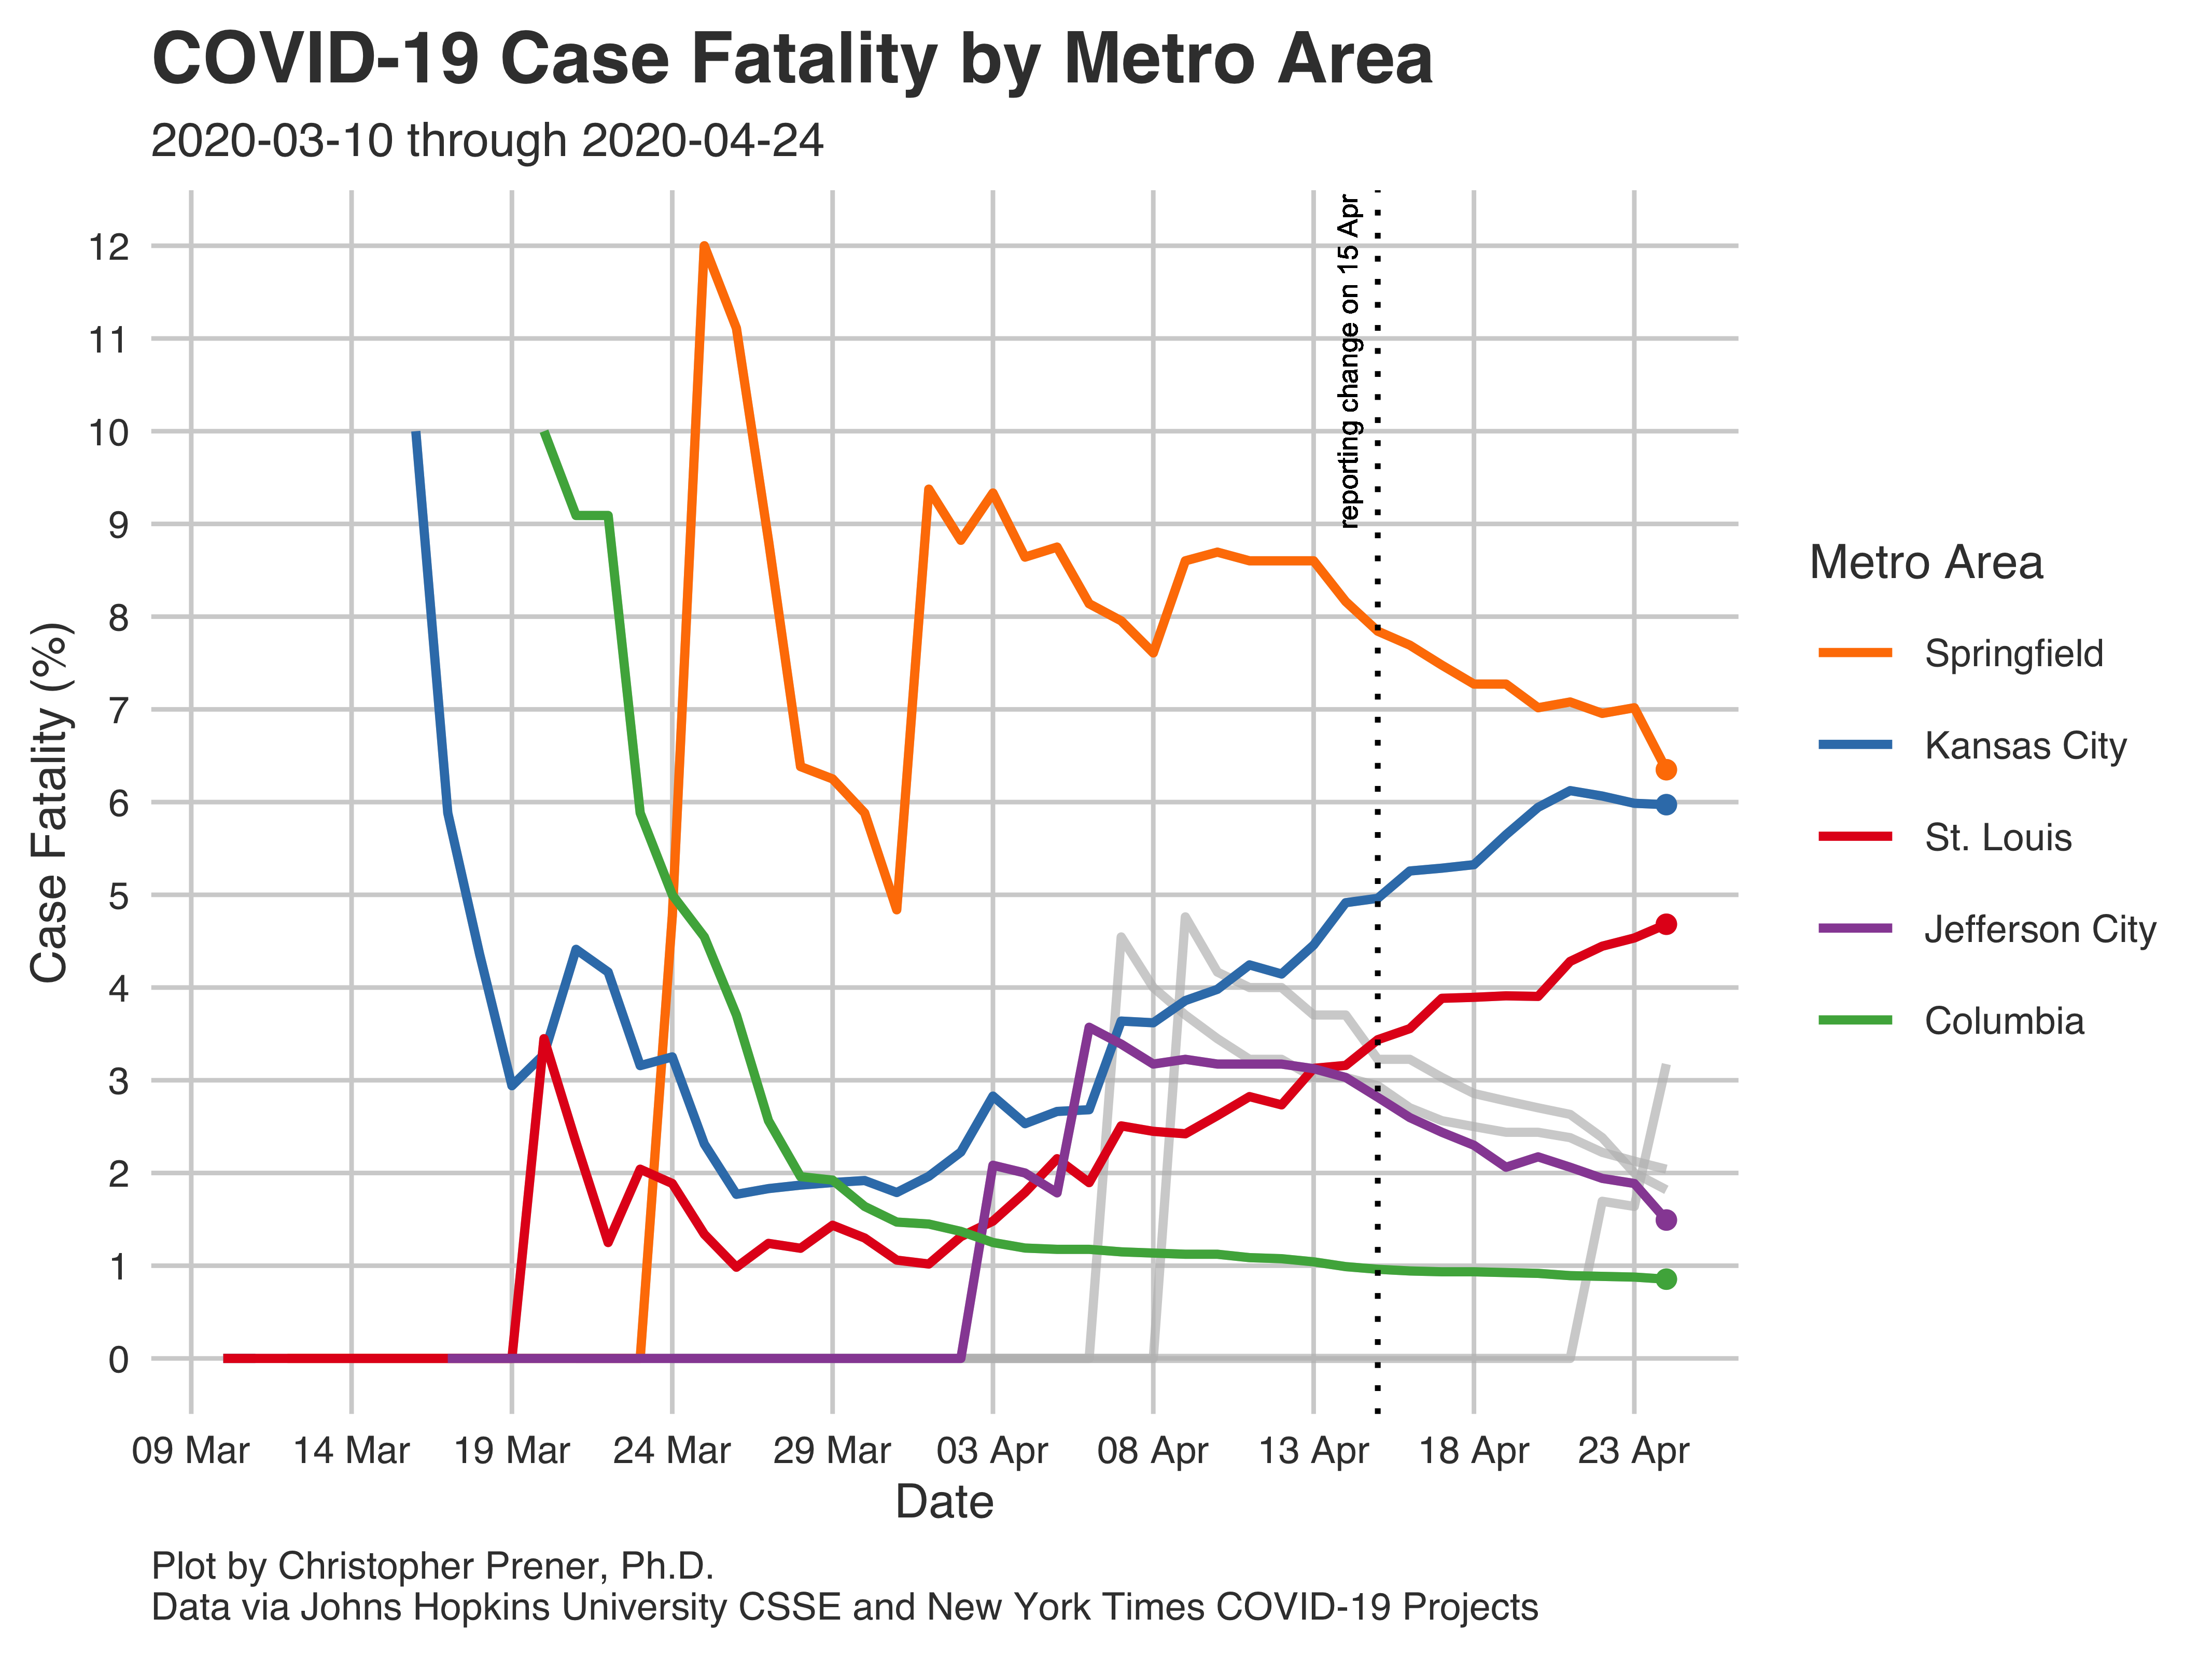 COVID-19 Case Fatality by Metro Area
2020-03-10 through 2020-04-24
Case Fatality (%)
12
11
10
9
8
7
6
5
4
3
2
1
0
reporting change on 15 Apr
09 Mar
14 Mar
19 Mar
24 Mar
29 Mar
03 Apr
08 Apr
13 Apr
18 Apr
23 Apr
Date
Metro Area
Springfield
Kansas City
St. Louis
Jefferson City
Columbia
Plot by Christopher Prener, Ph.D.
Data via Johns Hopkins University CSSE and New York Times COVID-19 Projects